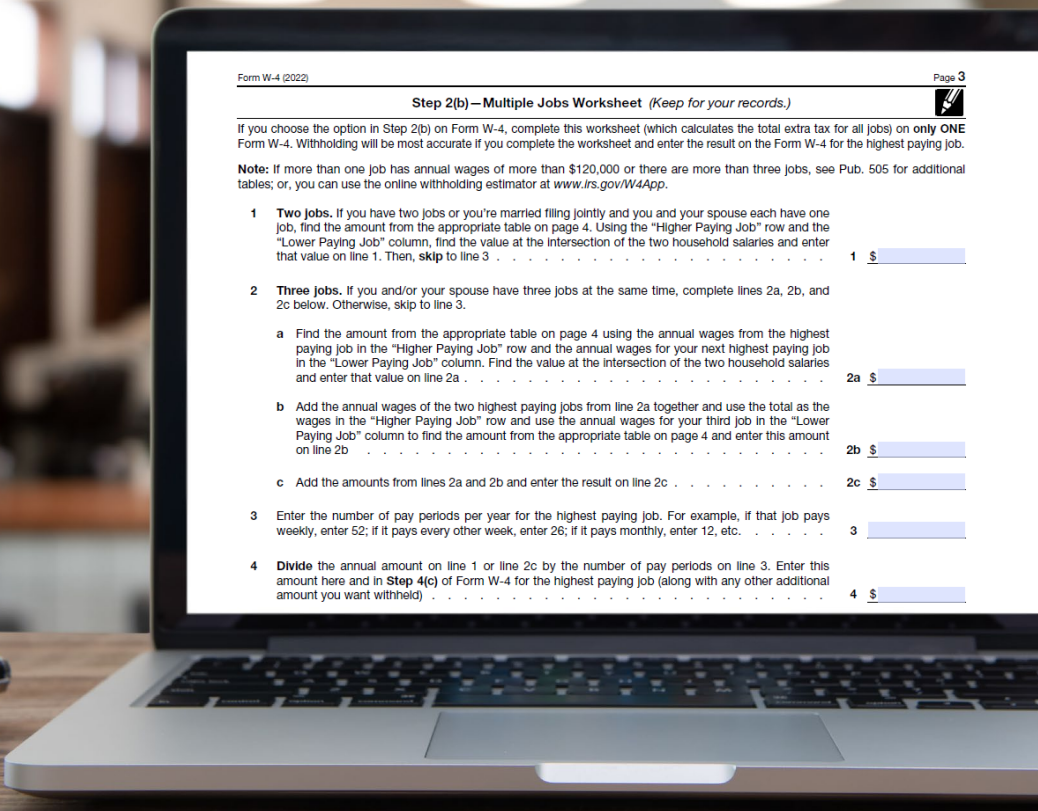 Form W-4 (2022) Page 3
Step 2(b)—Multiple Jobs Worksheet (Keep for your records.)
If you choose the option in Step 2(b) on Form W-4, complete this worksheet (which calculates the total extra tax for all jobs) on only ONE
Form W-4. Withholding will be most accurate if you complete the worksheet and enter the result on the Form W-4 for the highest paying job.
Note: If more than one job has annual wages of more than $120,000 or there are more than three jobs, see Pub. 505 for additional
tables; or, you can use the online withholding estimator at www.irs.gov/W4App.
1 Two jobs. If you have two jobs or you're married filing jointly and you and your spouse each have one
job, find the amount from the appropriate table on page 4. Using the "Higher Paying Job" row and the
"Lower Paying Job" column, find the value at the intersection of the two household salaries and enter
that value on line 1. Then, skip to line 3 . . . . . . . . . . . . . . . . . . . . 1 $
2 Three jobs. If you and/or your spouse have three jobs at the same time, complete lines 2a, 2b, and
2c below. Otherwise, skip to line 3.
a Find the amount from the appropriate table on page 4 using the annual wages from the highest
paying job in the "Higher Paying Job" row and the annual wages for your next highest paying job
in the "Lower Paying Job" column. Find the value at the intersection of the two household salaries
and enter that value on line 2a . . . . . . . . . . . . . . . . . . . . . . 2a $
b Add the annual wages of the two highest paying jobs from line 2a together and use the total as the
wages in the "Higher Paying Job" row and use the annual wages for your third job in the "Lower
Paying Job" column to find the amount from the appropriate table on page 4 and enter this amount
on line 2b . . . . . . . . . . . . . . . . . . . . . . . . . . . 2b $
c Add the amounts from lines 2a and 2b and enter the result on line 2c . . . . . . . . . . 2c $
3 Enter the number of pay periods per year for the highest paying job. For example, if that job pays
weekly, enter 52; if it pays every other week, enter 26; if it pays monthly, enter 12, etc. . . . . . 3
4 Divide the annual amount on line 1 or line 2c by the number of pay periods on line 3. Enter this
amount here and in Step 4(c) of Form W-4 for the highest paying job (along with any other additional
amount you want withheld) . . . . . . . . . . . . . . . . . . . . . . . 4 $